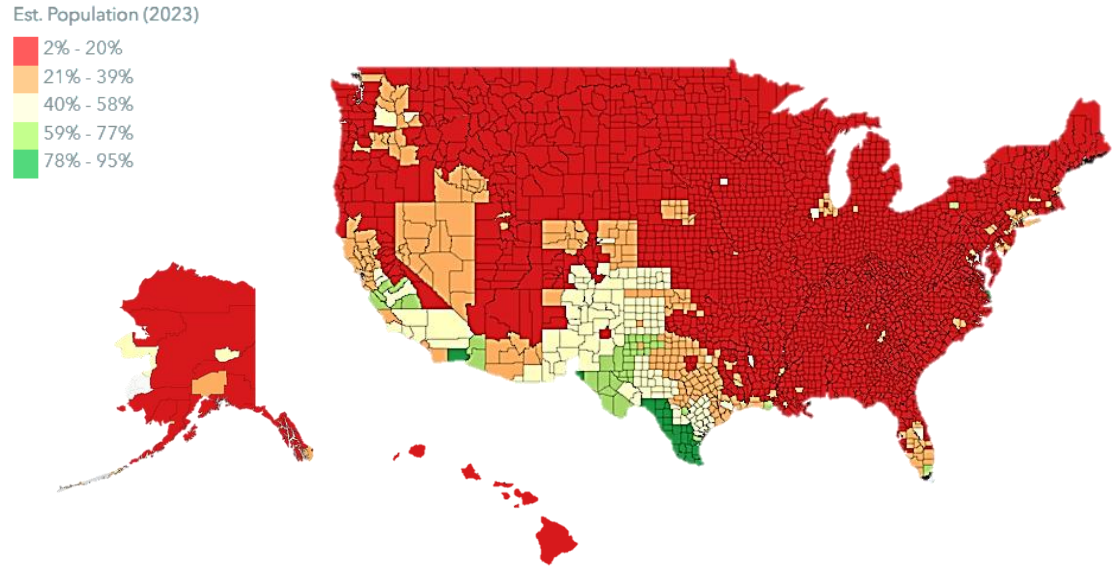 Est. Population (2023)
2% - 20%
21% - 39%
40% - 58%
59% - 77%
78% - 95%